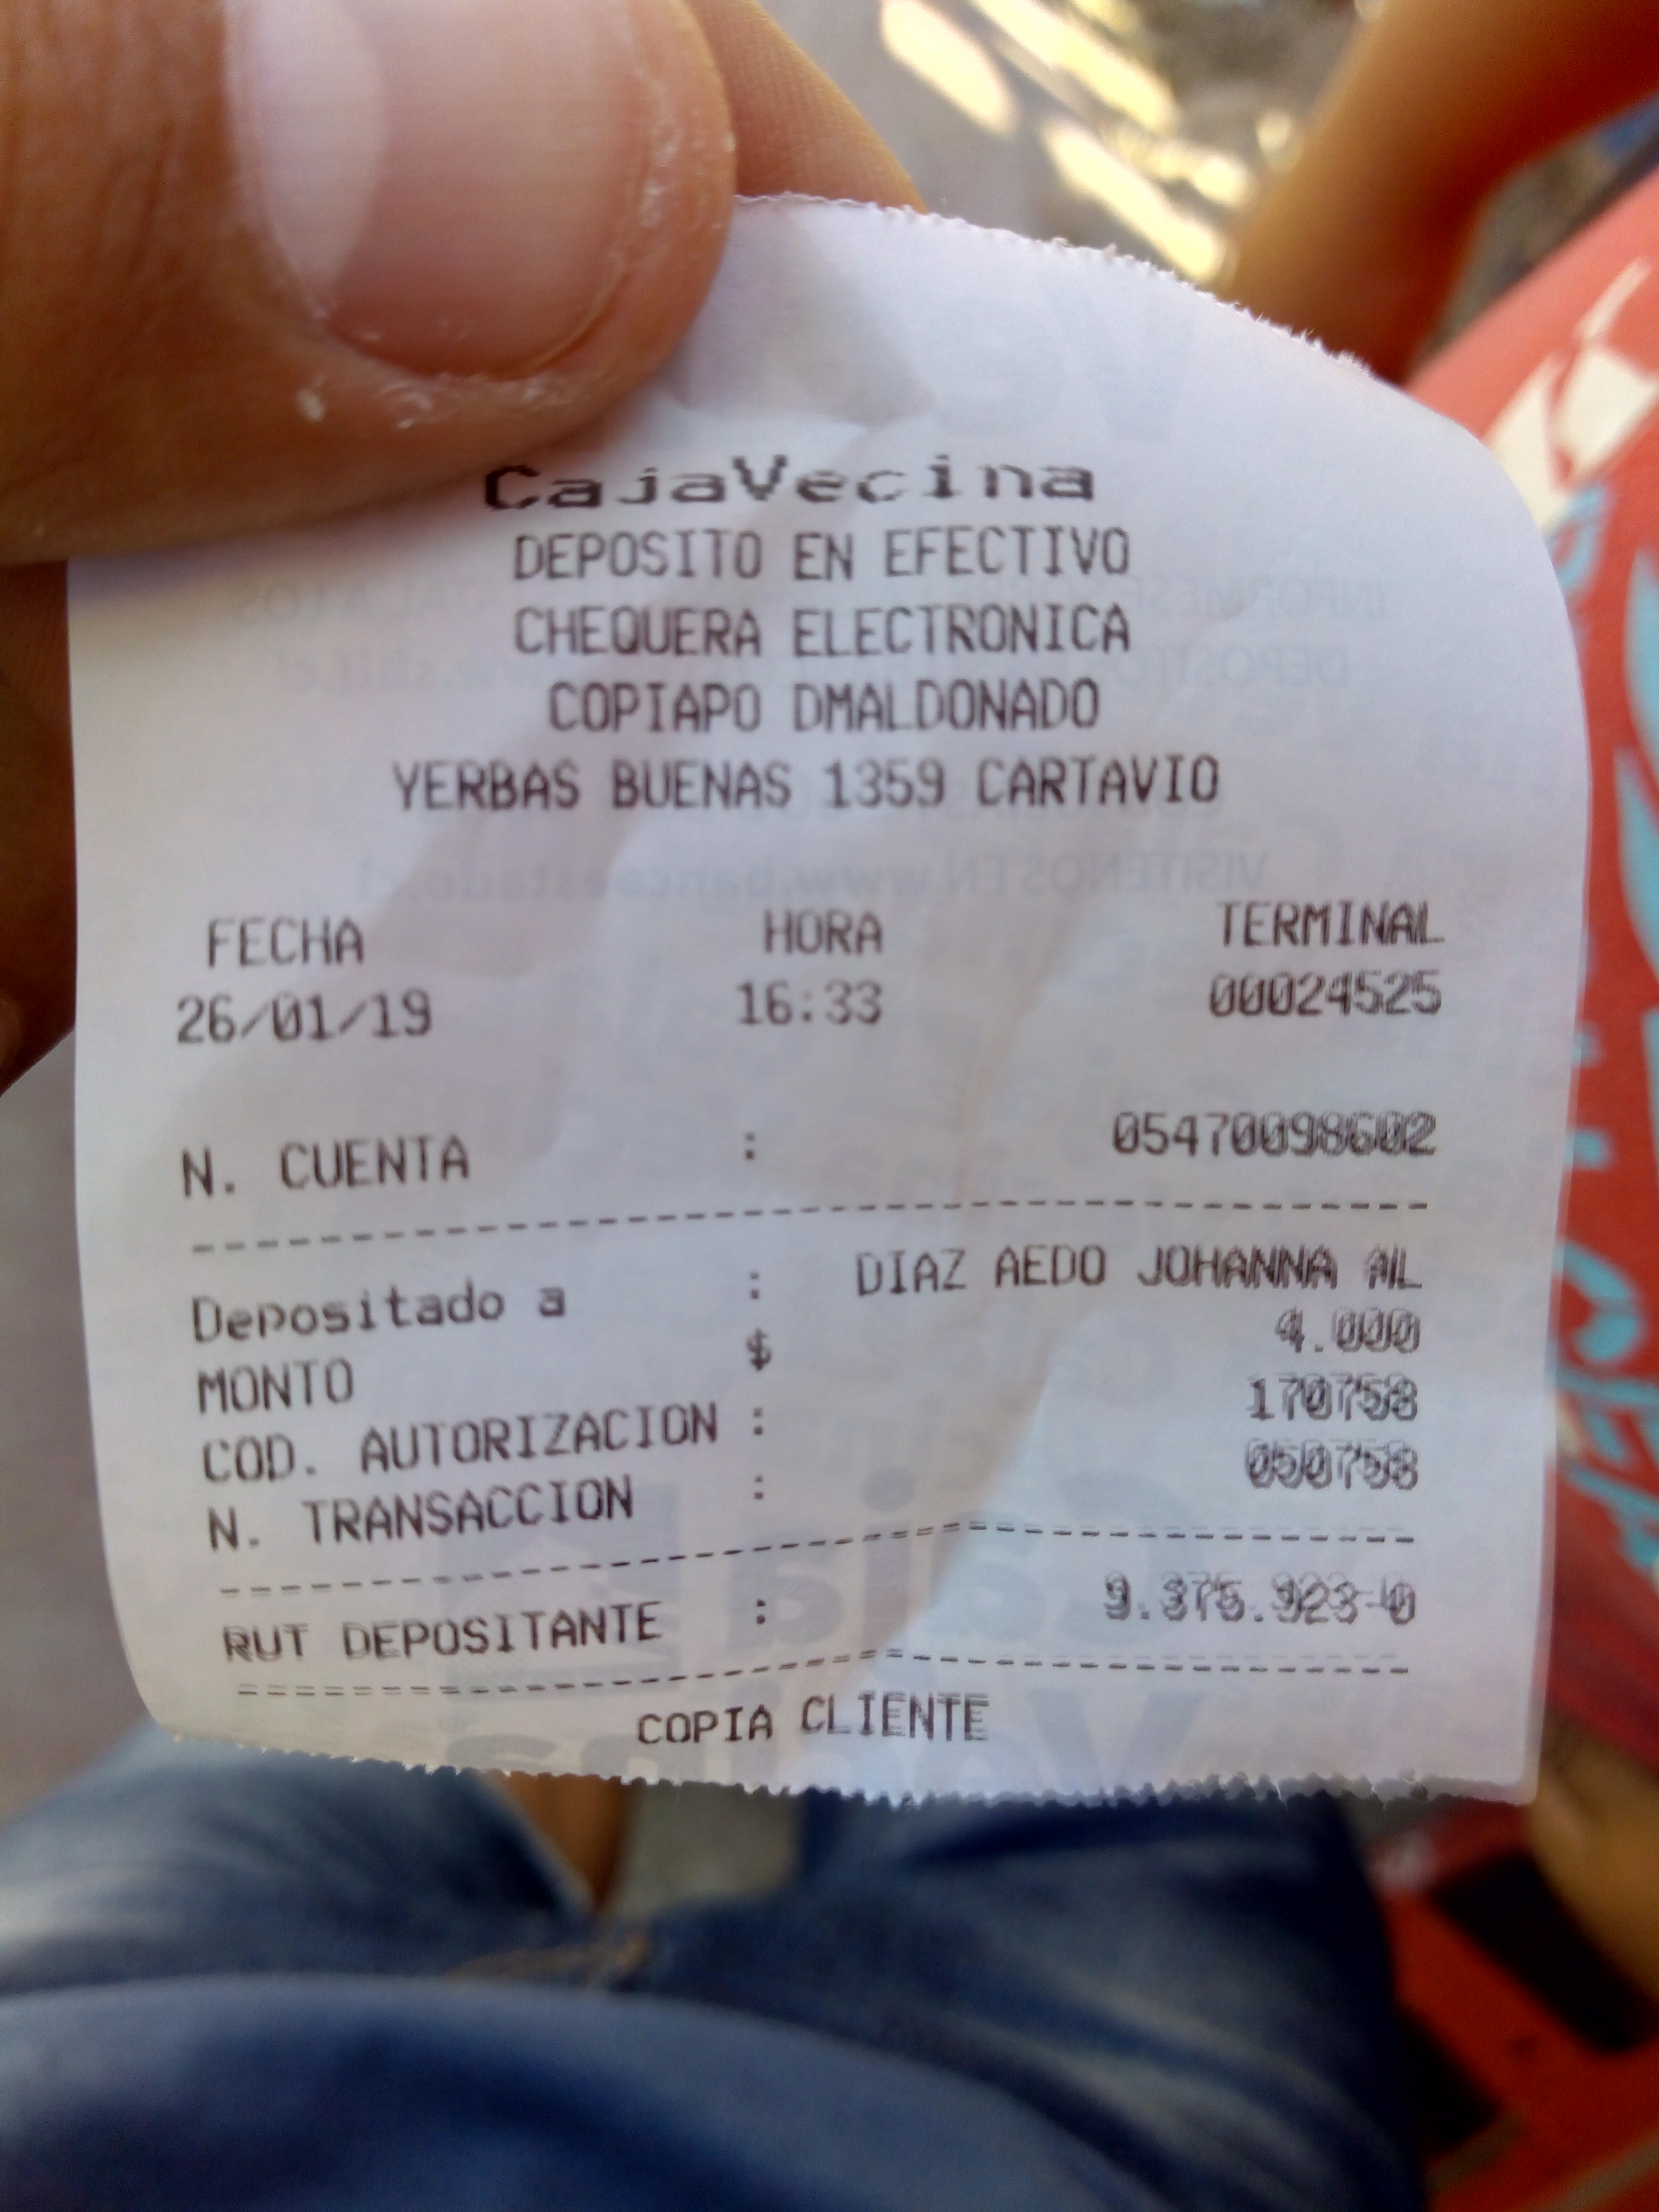 CajaVecina
DEPOSITO EN EFECTIVO
CHEQUERA ELECTRONICA
COPIAPO DMALDONADO
YERBAS BUENAS 1359 CARTAVIO
FECHA HORA TERMINAL
26/01/19 16:33 00024525
N. CUENTA : 05470098602
Depositado a : DIAZ AEDO JOHANNA AL
MONTO $ 4.000
COD. AUTORIZACION : 170758
N. TRANSACCION : 050758
RUT DEPOSITANTE : 9.375.923-0
COPIA CLIENTE